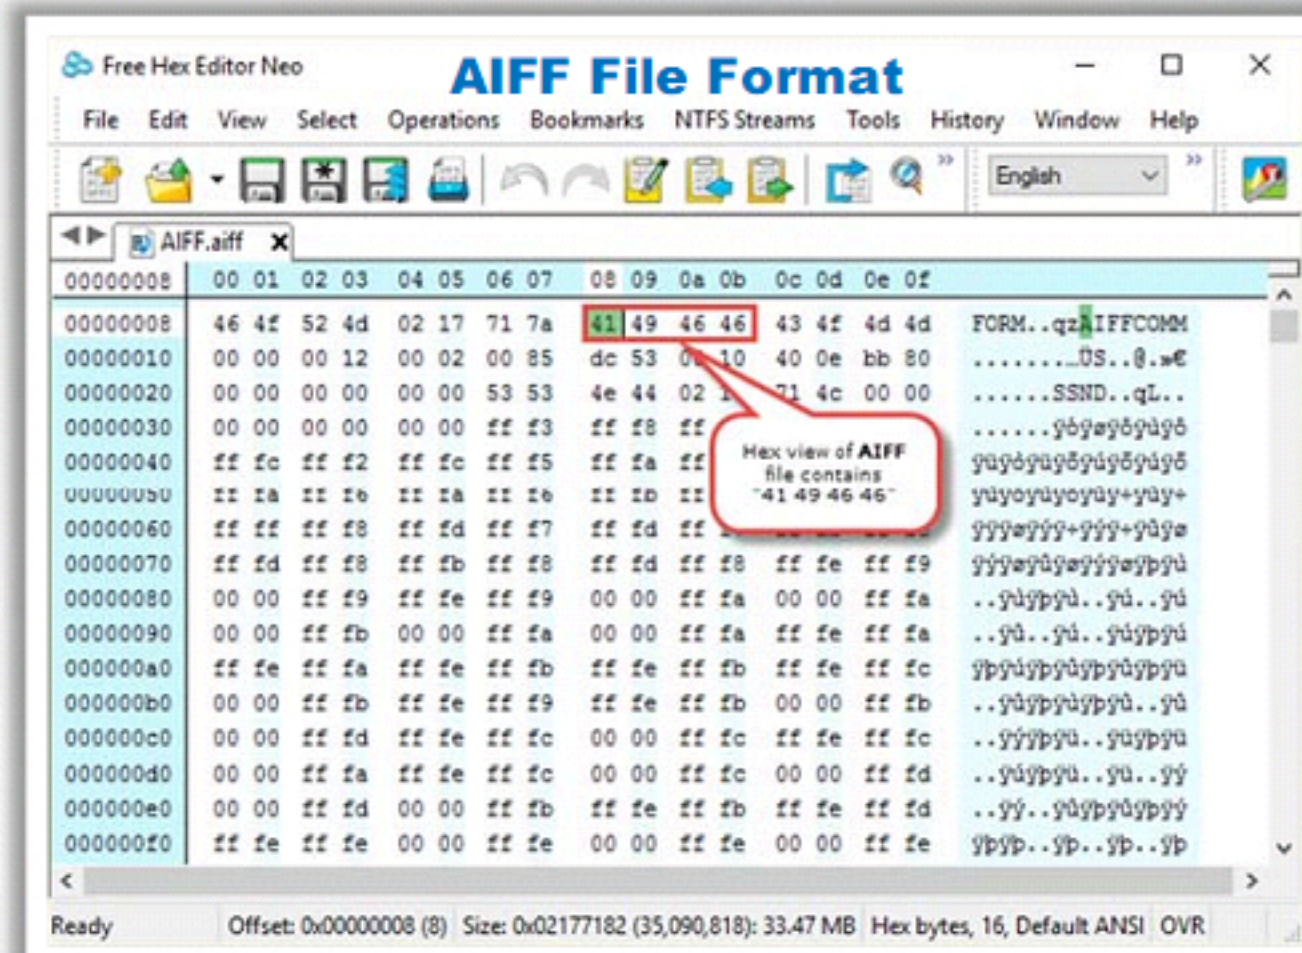 Free Hex Editor Neo
AIFF File Format
File Edit View Select Operations Bookmarks NTFS Streams Tools History Window Help
English
AIFF.aiff
00000008 00 01 02 03 04 05 06 07 08 09 0a 0b 0c 0d 0e 0f
00000008 46 4f 52 4d 02 17 71 7a 41 49 46 46 43 4f 4d 4d FORM..qzAIFFCOMM
00000010 00 00 00 12 00 02 00 85 dc 53 00 10 40 0e bb 80 .........ÜS..@.»€
00000020 00 00 00 00 00 00 53 53 4e 44 02 71 4c 00 00 ......SSND..qL..
00000030 00 00 00 00 00 00 ff f3 ff f8 ff
00000040 ff fc ff f2 ff fc ff f5 ff fa ff
00000050 ff fa ff f6 ff fa ff f6 ff fb ff
00000060 ff ff ff f8 ff fd ff f7 ff fd ff
00000070 ff fd ff f8 ff fb ff f8 ff fd ff f8 ff fe ff f9
00000080 00 00 ff f9 ff fe ff f9 00 00 ff fa 00 00 ff fa
00000090 00 00 ff fb 00 00 ff fa 00 00 ff fa ff fe ff fa
000000a0 ff fe ff fa ff fe ff fb ff fe ff fb ff fe ff fc
000000b0 00 00 ff fb ff fe ff f9 ff fe ff fb 00 00 ff fb
000000c0 00 00 ff fd ff fe ff fc 00 00 ff fc ff fe ff fc
000000d0 00 00 ff fa ff fe ff fc 00 00 ff fc 00 00 ff fd
000000e0 00 00 ff fd 00 00 ff fb ff fe ff fb ff fe ff fd
000000f0 ff fe ff fe 00 00 ff fe 00 00 ff fe 00 00 ff fe
Hex view of AIFF
file contains
"41 49 46 46"
Ready Offset: 0x00000008 (8) Size: 0x02177182 (35,090,818): 33.47 MB Hex bytes, 16, Default ANSI OVR